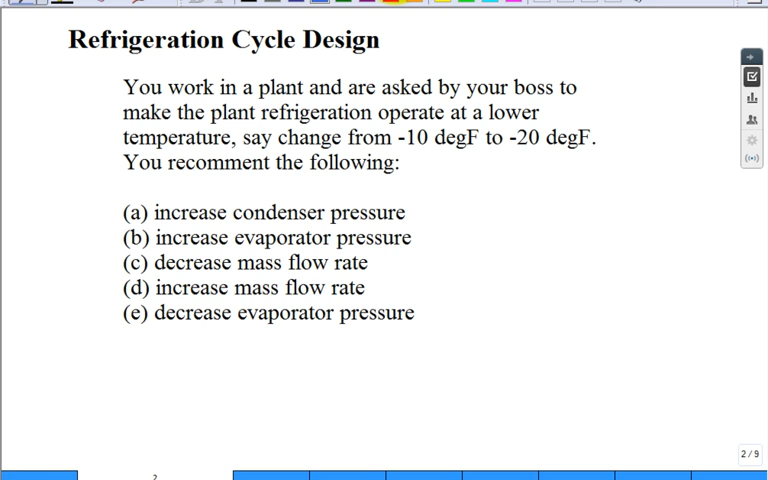 Refrigeration Cycle Design
You work in a plant and are asked by your boss to
make the plant refrigeration operate at a lower
temperature, say change from -10 degF to -20 degF.
You recomment the following:
(a) increase condenser pressure
(b) increase evaporator pressure
(c) decrease mass flow rate
(d) increase mass flow rate
(e) decrease evaporator pressure
2 / 9
2